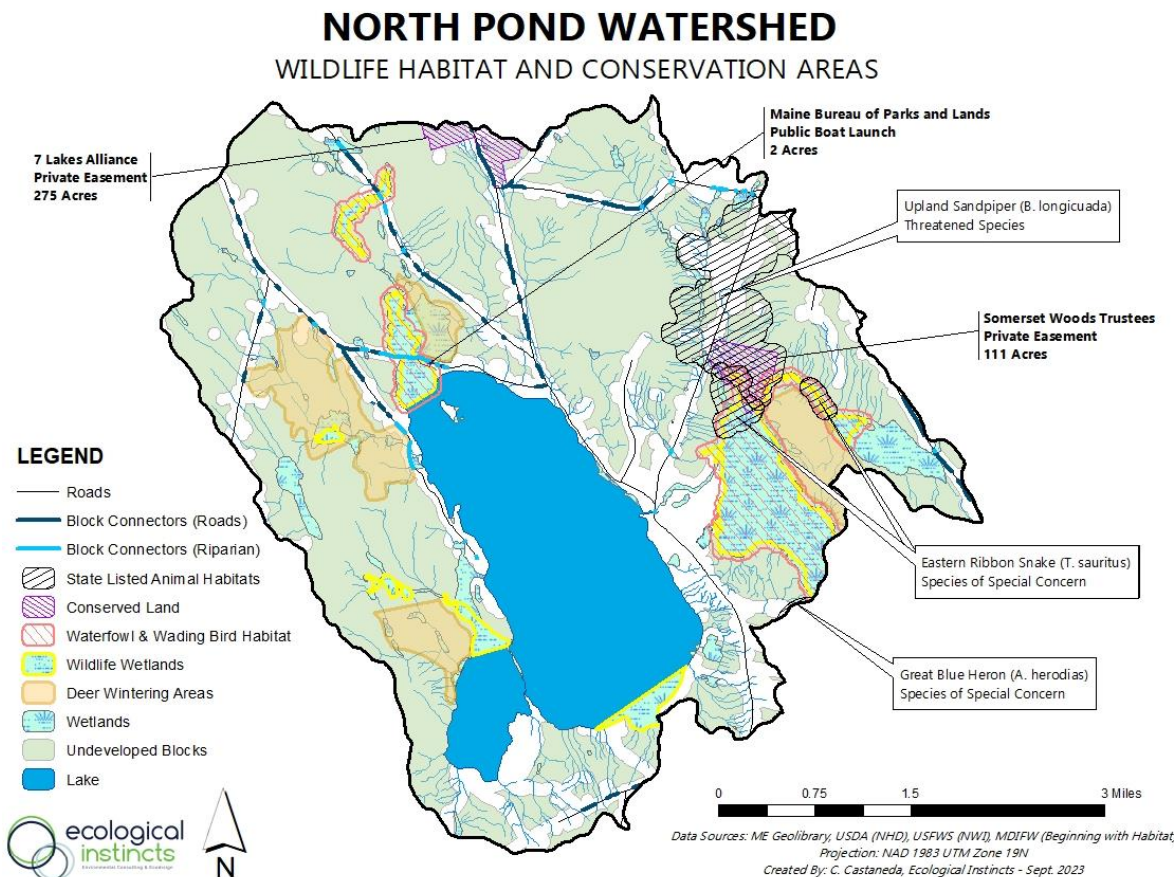 NORTH POND WATERSHED
WILDLIFE HABITAT AND CONSERVATION AREAS
7 Lakes Alliance
Private Easement
275 Acres
Maine Bureau of Parks and Lands
Public Boat Launch
2 Acres
Upland Sandpiper (B. longicuada)
Threatened Species
Somerset Woods Trustees
Private Easement
111 Acres
Eastern Ribbon Snake (T. sauritus)
Species of Special Concern
Great Blue Heron (A. herodias)
Species of Special Concern
LEGEND
Roads
Block Connectors (Roads)
Block Connectors (Riparian)
State Listed Animal Habitats
Conserved Land
Waterfowl & Wading Bird Habitat
Wildlife Wetlands
Deer Wintering Areas
Wetlands
Undeveloped Blocks
Lake
ecological
instincts
N
0 0.75 1.5 3 Miles
Data Sources: ME Geolibrary, USDA (NHD), USFWS (NWI), MDIFW (Beginning with Habitat)
Projection: NAD 1983 UTM Zone 19N
Created By: C. Castaneda, Ecological Instincts - Sept. 2023